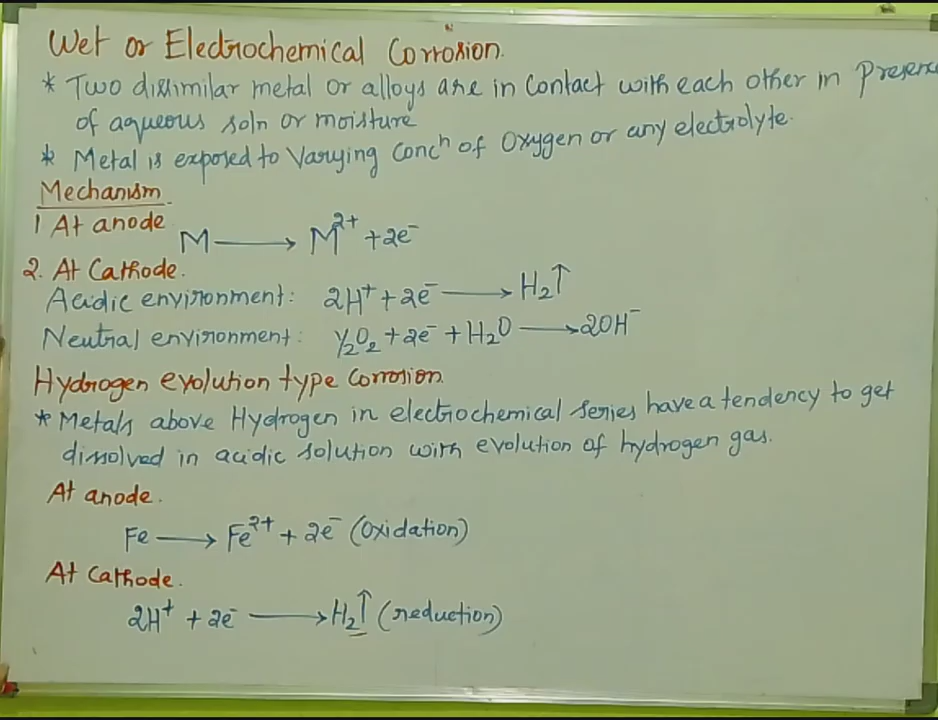 Wet or Electrochemical Corrosion.
* Two dissimilar metal or alloys are in contact with each other in Presence
of aqueous soln or moisture
* Metal is exposed to Varying Concⁿ of Oxygen or any electrolyte.
Mechanism
1 At anode
M → M²⁺ + 2e⁻
2. At Cathode.
Acidic environment: 2H⁺ + 2e⁻ → H₂↑
Neutral environment: 1/2O₂ + 2e⁻ + H₂O → 2OH⁻
Hydrogen evolution type Corrosion.
* Metals above Hydrogen in electrochemical series have a tendency to get
dissolved in acidic solution with evolution of hydrogen gas.
At anode.
Fe → Fe²⁺ + 2e⁻ (Oxidation)
At Cathode.
2H⁺ + 2e⁻ → H₂↑ (reduction)